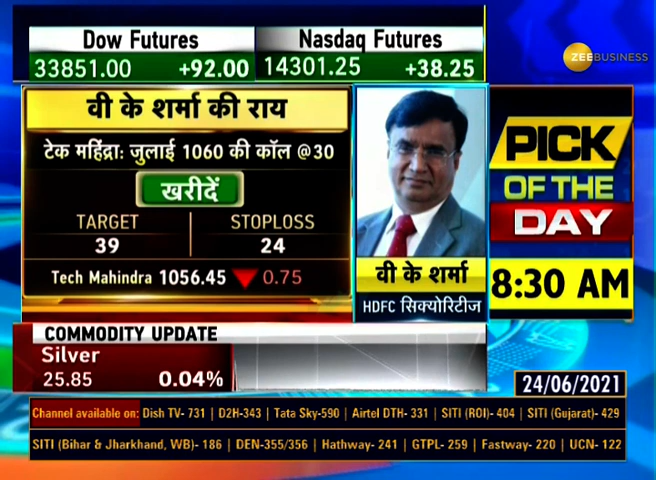 Dow Futures
33851.00 +92.00
Nasdaq Futures
14301.25 +38.25
ZEEBUSINESS
वी के शर्मा की राय
टेक महिंद्रा: जुलाई 1060 की कॉल @30
खरीदें
TARGET
39
STOPLOSS
24
Tech Mahindra 1056.45 ▼ 0.75
वी के शर्मा
HDFC सिक्योरिटीज
PICK
OF THE
DAY
8:30 AM
COMMODITY UPDATE
Silver
25.85 0.04%
24/06/2021
Channel available on: Dish TV- 731 | D2H-343 | Tata Sky-590 | Airtel DTH- 331 | SITI (ROI)- 404 | SITI (Gujarat)- 429
SITI (Bihar & Jharkhand, WB)- 186 | DEN-355/356 | Hathway- 241 | GTPL- 259 | Fastway- 220 | UCN- 122